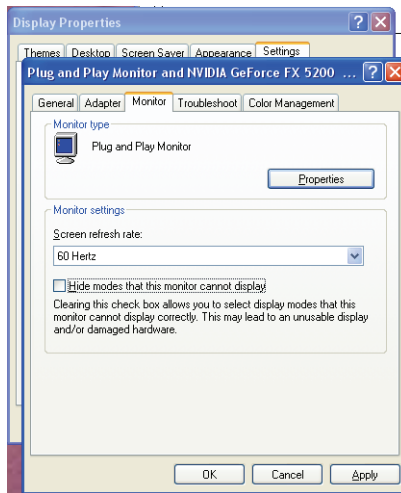 Display Properties
Themes Desktop Screen Saver Appearance Settings
Plug and Play Monitor and NVIDIA GeForce FX 5200 ...
General Adapter Monitor Troubleshoot Color Management
Monitor type
Plug and Play Monitor
Properties
Monitor settings
Screen refresh rate:
60 Hertz
Hide modes that this monitor cannot display
Clearing this check box allows you to select display modes that this
monitor cannot display correctly. This may lead to an unusable display
and/or damaged hardware.
OK Cancel Apply